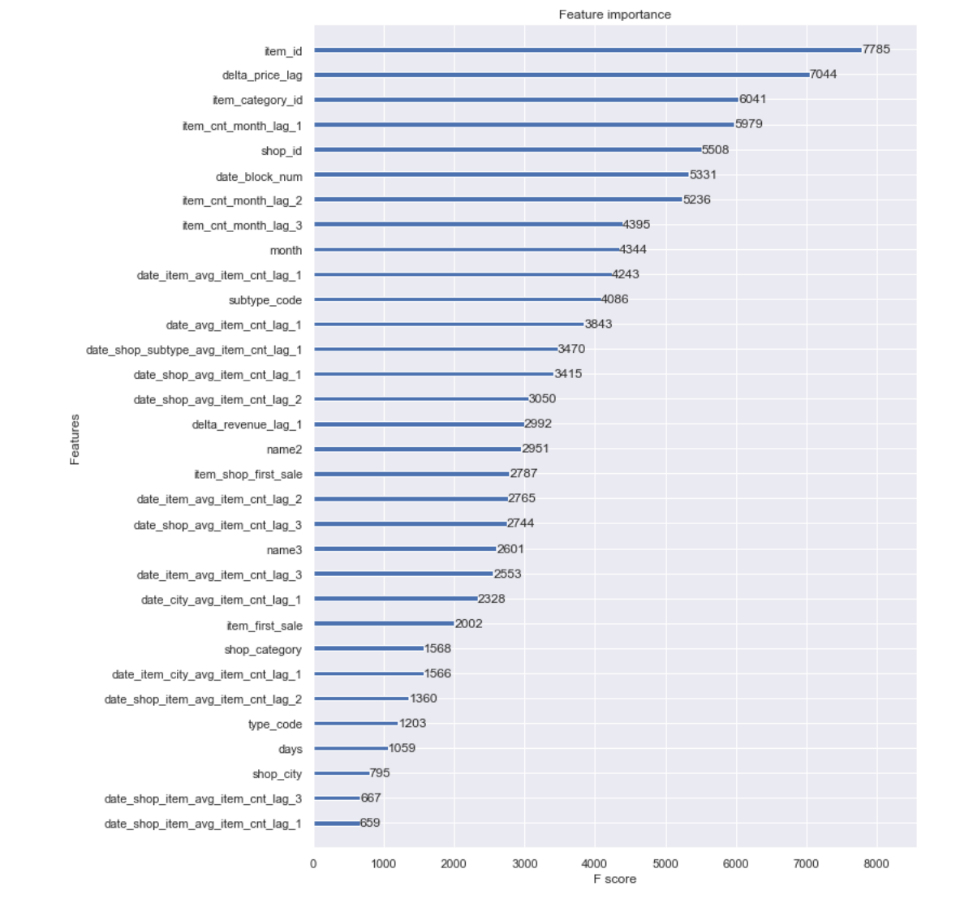 Feature importance
item_id 7785
delta_price_lag 7044
item_category_id 6041
item_cnt_month_lag_1 5979
shop_id 5508
date_block_num 5331
item_cnt_month_lag_2 5236
item_cnt_month_lag_3 4395
month 4344
date_item_avg_item_cnt_lag_1 4243
subtype_code 4086
date_avg_item_cnt_lag_1 3843
date_shop_subtype_avg_item_cnt_lag_1 3470
date_shop_avg_item_cnt_lag_1 3415
date_shop_avg_item_cnt_lag_2 3050
delta_revenue_lag_1 2992
name2 2951
item_shop_first_sale 2787
date_item_avg_item_cnt_lag_2 2765
date_shop_avg_item_cnt_lag_3 2744
name3 2601
date_item_avg_item_cnt_lag_3 2553
date_city_avg_item_cnt_lag_1 2328
item_first_sale 2002
shop_category 1568
date_item_city_avg_item_cnt_lag_1 1566
date_shop_item_avg_item_cnt_lag_2 1360
type_code 1203
days 1059
shop_city 795
date_shop_item_avg_item_cnt_lag_3 667
date_shop_item_avg_item_cnt_lag_1 659
Features
0 1000 2000 3000 4000 5000 6000 7000 8000
F score